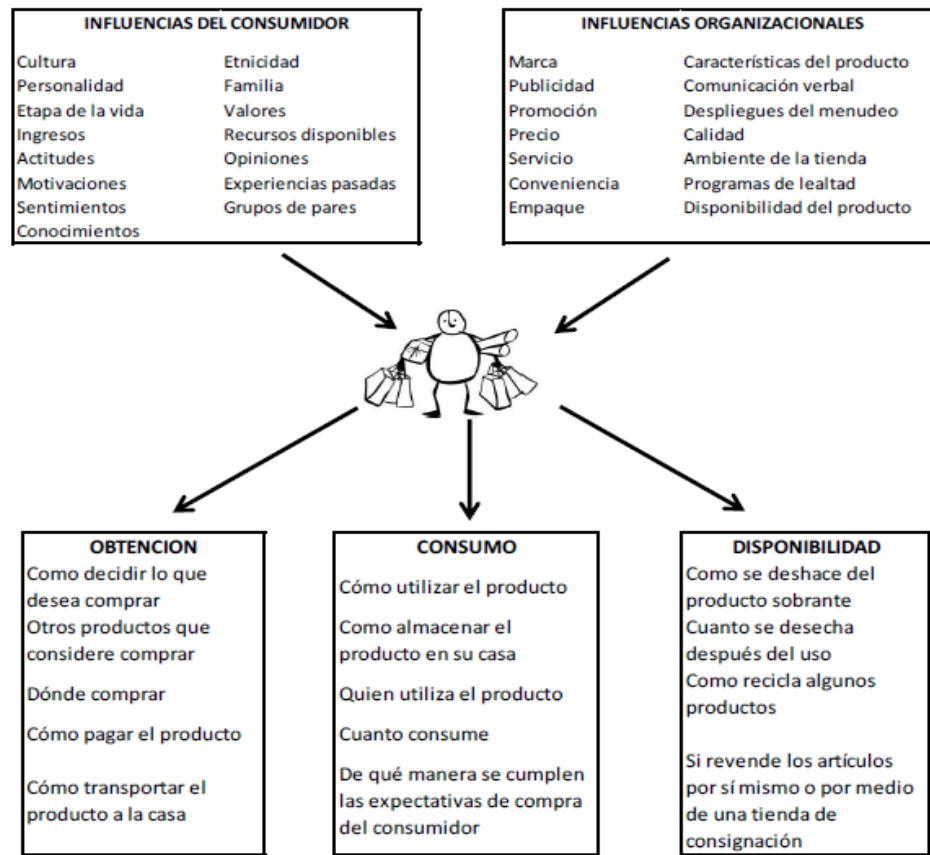 INFLUENCIAS DEL CONSUMIDOR
Cultura
Personalidad
Etapa de la vida
Ingresos
Actitudes
Motivaciones
Sentimientos
Conocimientos
Etnicidad
Familia
Valores
Recursos disponibles
Opiniones
Experiencias pasadas
Grupos de pares
INFLUENCIAS ORGANIZACIONALES
Marca
Publicidad
Promoción
Precio
Servicio
Conveniencia
Empaque
Características del producto
Comunicación verbal
Despliegues del menudeo
Calidad
Ambiente de la tienda
Programas de lealtad
Disponibilidad del producto
OBTENCION
Como decidir lo que
desea comprar
Otros productos que
considere comprar
Dónde comprar
Cómo pagar el producto
Cómo transportar el
producto a la casa
CONSUMO
Cómo utilizar el producto
Como almacenar el
producto en su casa
Quien utiliza el producto
Cuanto consume
De qué manera se cumplen
las expectativas de compra
del consumidor
DISPONIBILIDAD
Como se deshace del
producto sobrante
Cuanto se desecha
después del uso
Como recicla algunos
productos
Si revende los artículos
por sí mismo o por medio
de una tienda de
consignación